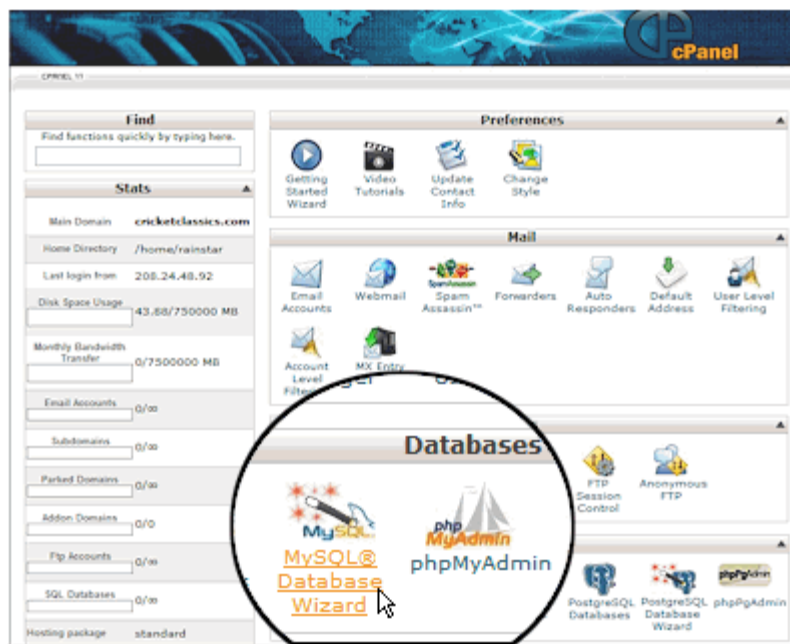 cPanel
CPANEL 11
Find
Find functions quickly by typing here.
Stats
Main Domain cricketclassics.com
Home Directory /home/rainstar
Last login from 208.24.48.92
Disk Space Usage
43.88/750000 MB
Monthly Bandwidth
Transfer 0/7500000 MB
Email Accounts
0/∞
Subdomains
0/∞
Parked Domains
0/∞
Addon Domains
0/0
Ftp Accounts
0/∞
SQL Databases
0/∞
Hosting package standard
Preferences
Getting
Started
Wizard
Video
Tutorials
Update
Contact
Info
Change
Style
Mail
Email
Accounts
Webmail
SpamAssassin
Spam
Assassin™
Forwarders
Auto
Responders
Default
Address
User Level
Filtering
Account
Level
MX Entry
FTP
Session
Control
Anonymous
FTP
Databases
MySQL
MySQL®
Database
Wizard
php
MyAdmin
phpMyAdmin
PostgreSQL
Databases
PostgreSQL
Database
Wizard
phpPgAdmin
phpPgAdmin